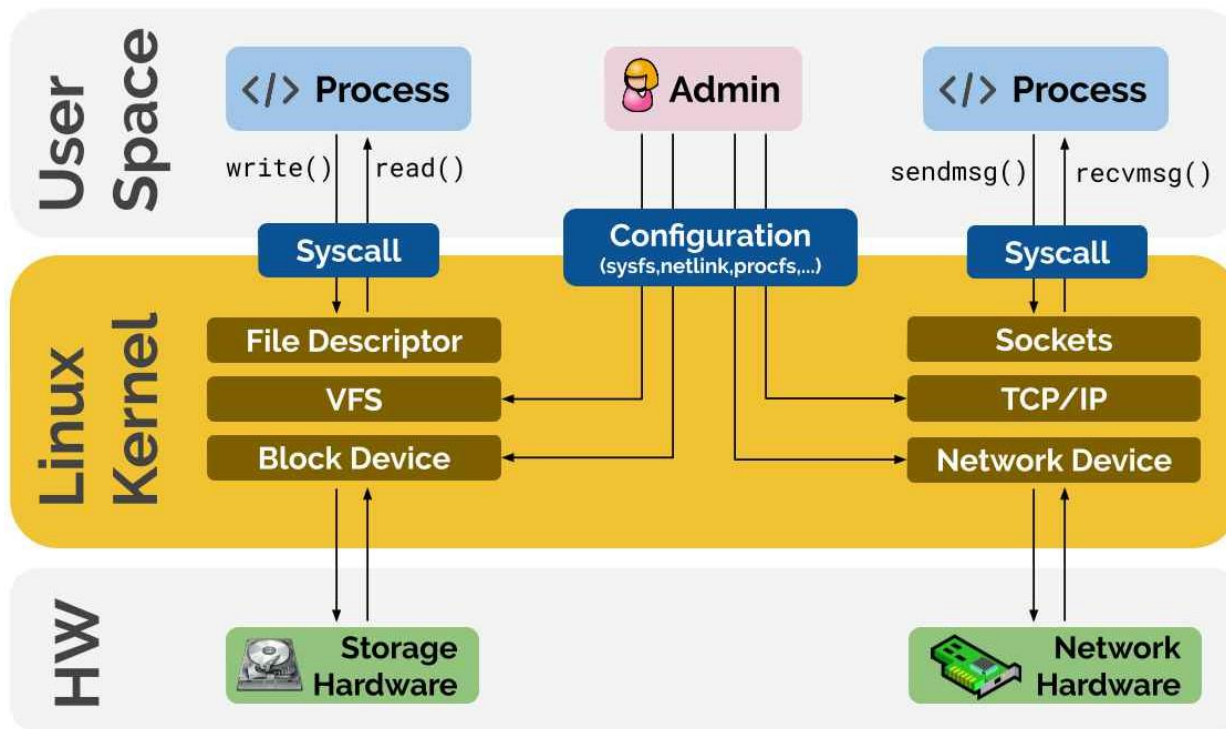 User
Space
</> Process
Admin
</> Process
write()
read()
sendmsg()
recvmsg()
Syscall
Configuration
(sysfs,netlink,procfs,...)
Syscall
Linux
Kernel
File Descriptor
VFS
Block Device
Sockets
TCP/IP
Network Device
HW
Storage
Hardware
Network
Hardware